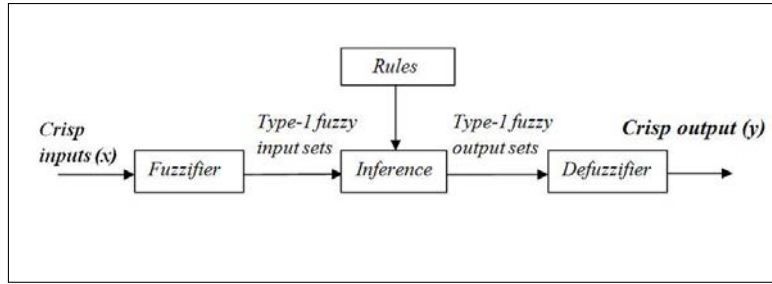 Rules
Crisp
inputs (x)
Type-1 fuzzy
input sets
Type-1 fuzzy
output sets
Crisp output (y)
Fuzzifier
Inference
Defuzzifier